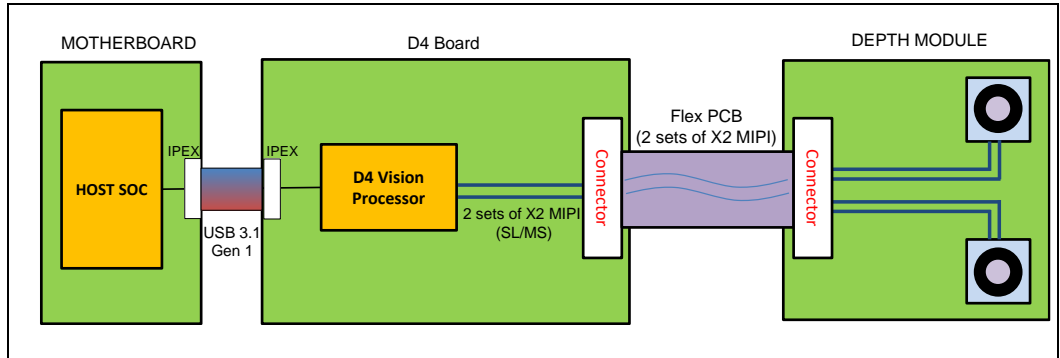 MOTHERBOARD
D4 Board
DEPTH MODULE
HOST SOC
IPEX
IPEX
USB 3.1
Gen 1
D4 Vision
Processor
2 sets of X2 MIPI
(SL/MS)
Connector
Flex PCB
(2 sets of X2 MIPI)
Connector